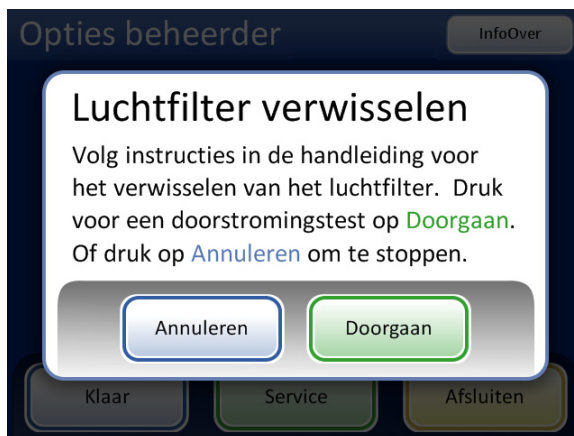 Opties beheerder
InfoOver
Luchtfilter verwisselen
Volg instructies in de handleiding voor
het verwisselen van het luchtfilter. Druk
voor een doorstromingstest op Doorgaan.
Of druk op Annuleren om te stoppen.
Annuleren
Doorgaan
Klaar
Service
Afsluiten